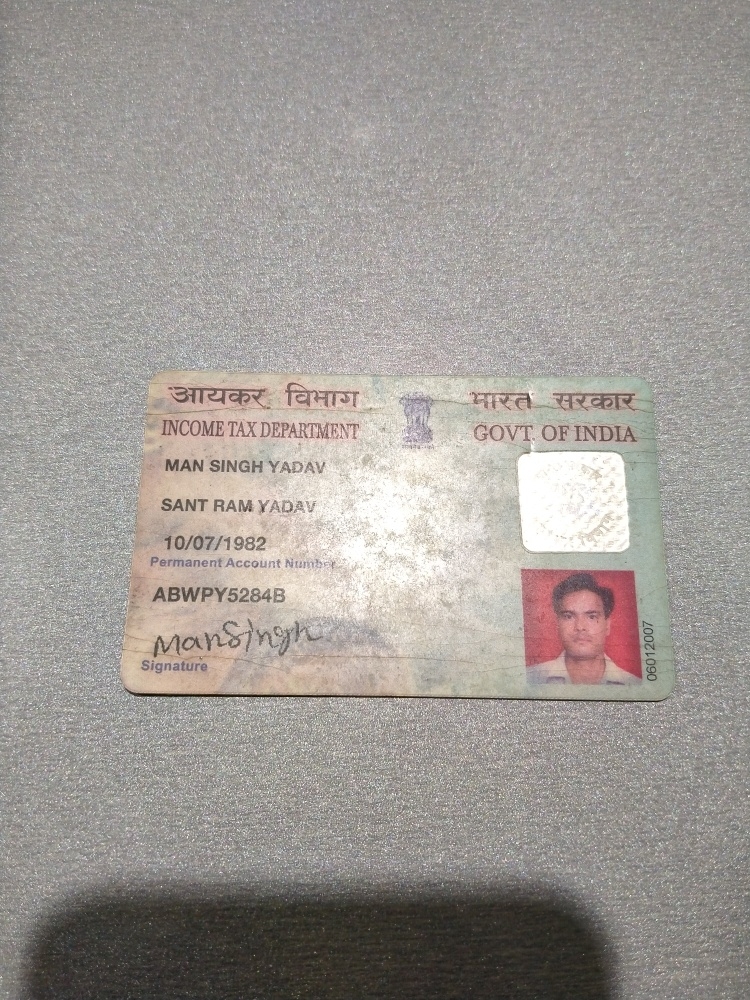 आयकर विभाग
INCOME TAX DEPARTMENT
भारत सरकार
GOVT. OF INDIA
MAN SINGH YADAV
SANT RAM YADAV
10/07/1982
Permanent Account Number
ABWPY5284B
ManSingh
Signature
06012007